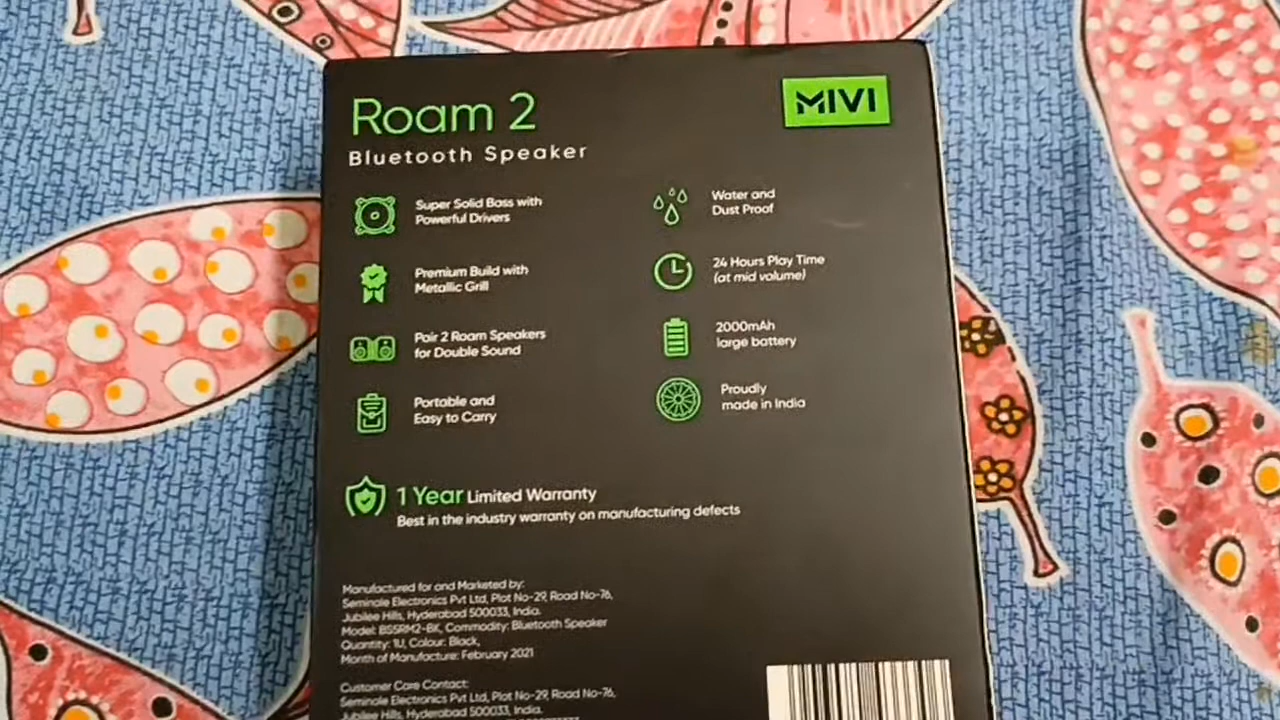 Roam 2
Bluetooth Speaker
MIVI
Super Solid Bass with
Powerful Drivers
Premium Build with
Metallic Grill
Pair 2 Roam Speakers
for Double Sound
Portable and
Easy to Carry
Water and
Dust Proof
24 Hours Play Time
(at mid volume)
2000mAh
large battery
Proudly
made in India
1 Year Limited Warranty
Best in the industry warranty on manufacturing defects
Manufactured for and Marketed by:
Seminole Electronics Pvt Ltd, Plot No-29, Road No-76,
Jubilee Hills, Hyderabad 500033, India.
Model: BS5RM2-BK, Commodity: Bluetooth Speaker
Quantity: 1U, Colour: Black,
Month of Manufacture: February 2021
Customer Care Contact:
Seminole Electronics Pvt Ltd, Plot No-29, Road No-76,
Jubilee Hills, Hyderabad 500033, India.